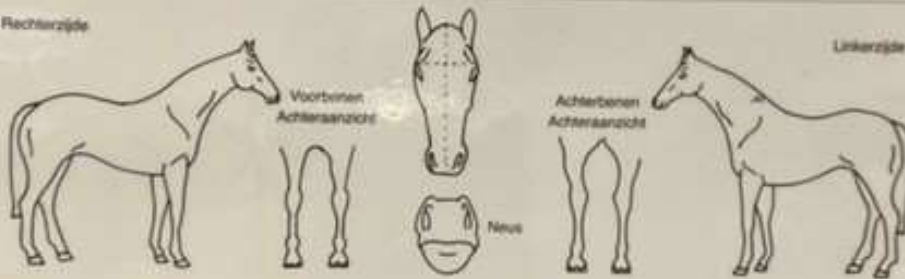 Rechterzijde
Voorbenen
Achteraanzicht
Neus
Achterbenen
Achteraanzicht
Linkerzijde